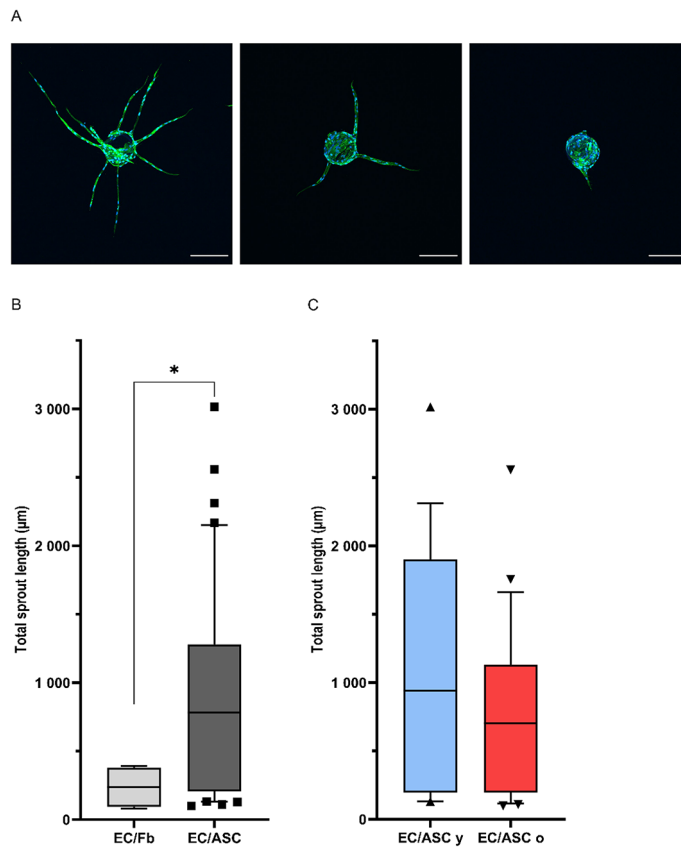 A
B
C
*
3 000
2 000
1 000
0
Total sprout length (µm)
EC/Fb
EC/ASC
3 000
2 000
1 000
0
Total sprout length (µm)
EC/ASC y
EC/ASC o